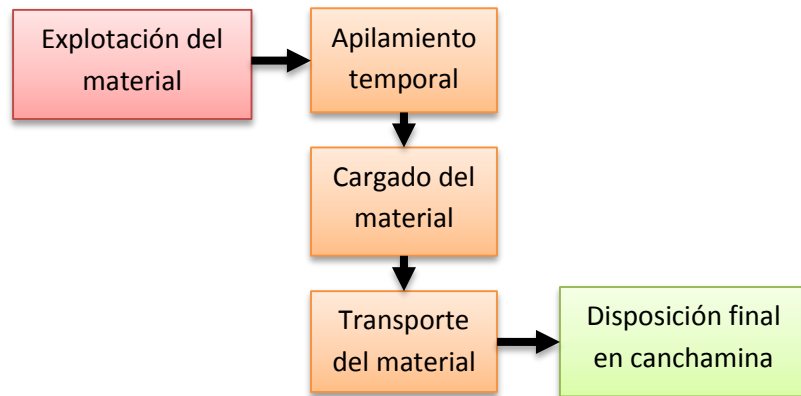 Explotación del
material
Apilamiento
temporal
Cargado del
material
Transporte
del material
Disposición final
en canchamina